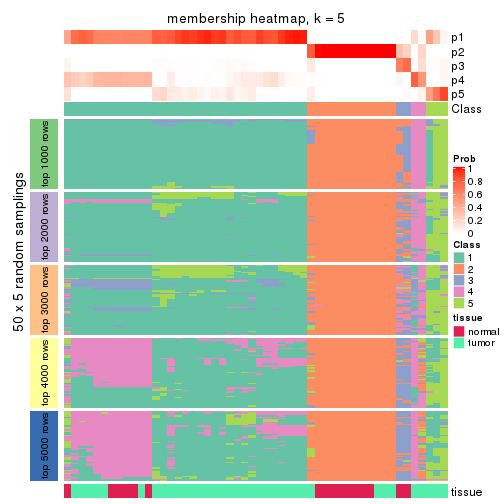 membership heatmap, k = 5
p1
p2
p3
p4
p5
Class
50 x 5 random samplings
top 1000 rows
top 2000 rows
top 3000 rows
top 4000 rows
top 5000 rows
Prob
1
0.8
0.6
0.4
0.2
0
Class
1
2
3
4
5
tissue
normal
tumor
tissue